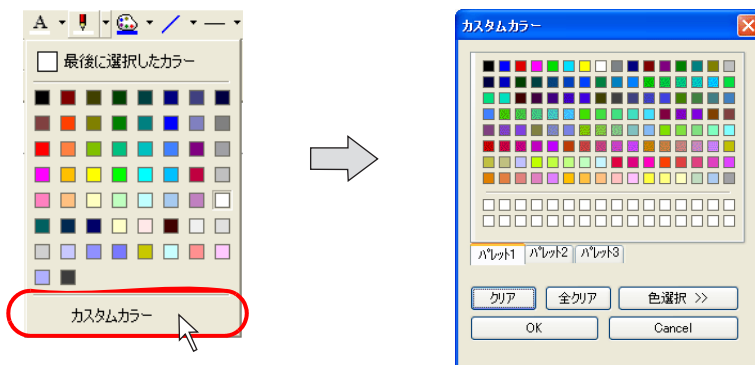 A
最後に選択したカラー
カスタムカラー
カスタムカラー
パレット1 パレット2 パレット3
クリア 全クリア 色選択 >>
OK Cancel